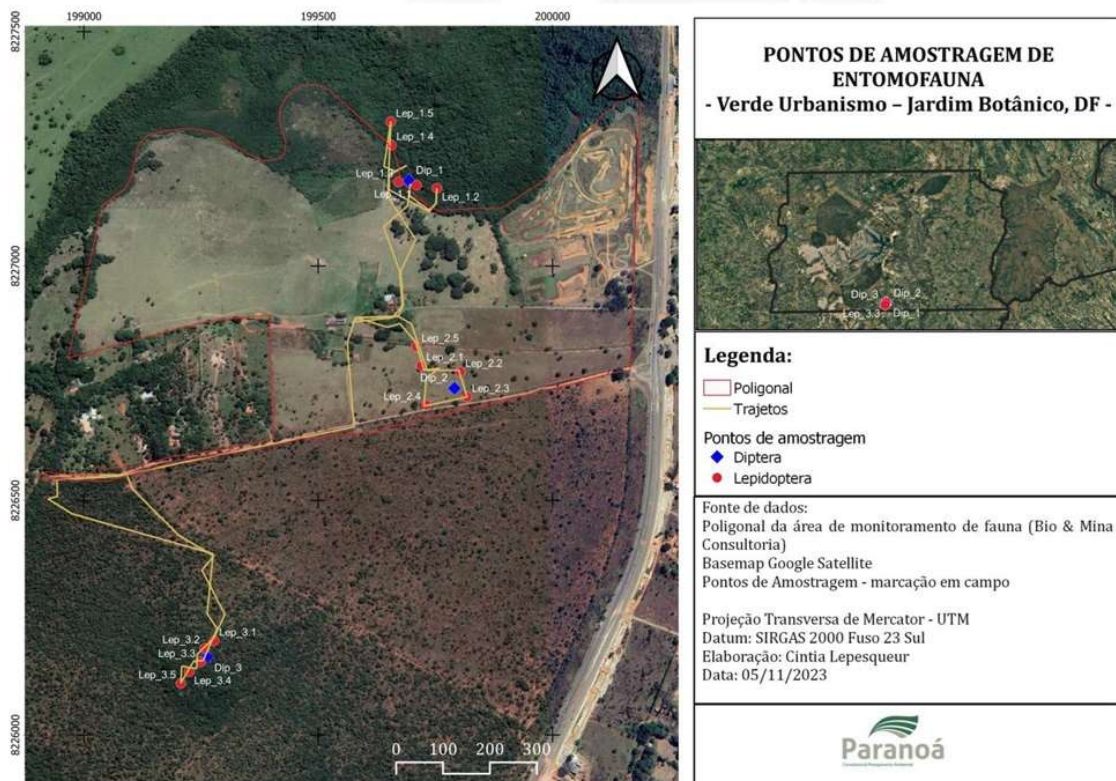 199000
199500
200000
8227500
8227000
8226500
8226000
Lep_1.5
Lep_1.4
Dip_1
Lep_1.1
Lep_1.2
Lep_2.5
Lep_2.1
Lep_2.2
Dip_2
Lep_2.3
Lep_2.4
Lep_3.1
Lep_3.2
Lep_3.3
Dip_3
Lep_3.5
Lep_3.4
0 100 200 300
PONTOS DE AMOSTRAGEM DE
ENTOMOFAUNA
- Verde Urbanismo – Jardim Botânico, DF -
Dip_3 Dip_2
Lep_3.3 Dip_1
Legenda:
Poligonal
Trajetos
Pontos de amostragem
Diptera
Lepidoptera
Fonte de dados:
Poligonal da área de monitoramento de fauna (Bio & Mina
Consultoria)
Basemap Google Satellite
Pontos de Amostragem - marcação em campo
Projeção Transversa de Mercator - UTM
Datum: SIRGAS 2000 Fuso 23 Sul
Elaboração: Cintia Lepesqueur
Data: 05/11/2023
Paranoá